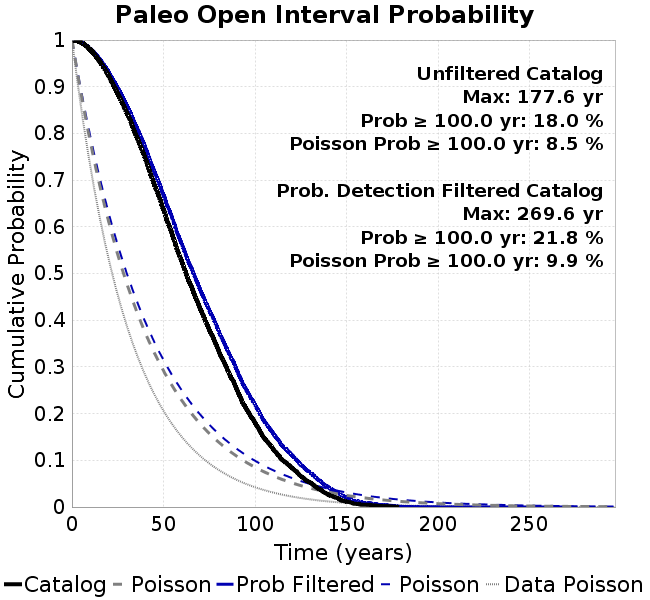 Paleo Open Interval Probability
Unfiltered Catalog
Max: 177.6 yr
Prob ≥ 100.0 yr: 18.0 %
Poisson Prob ≥ 100.0 yr: 8.5 %
Prob. Detection Filtered Catalog
Max: 269.6 yr
Prob ≥ 100.0 yr: 21.8 %
Poisson Prob ≥ 100.0 yr: 9.9 %
Cumulative Probability
1
0.9
0.8
0.7
0.6
0.5
0.4
0.3
0.2
0.1
0
0 50 100 150 200 250
Time (years)
Catalog Poisson Prob Filtered Poisson Data Poisson